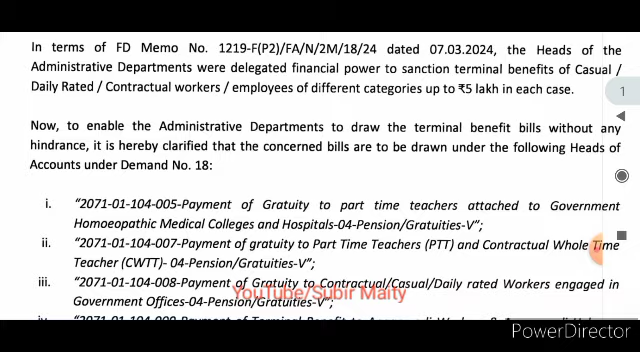 In terms of FD Memo No. 1219-F(P2)/FA/N/2M/18/24 dated 07.03.2024, the Heads of the
Administrative Departments were delegated financial power to sanction terminal benefits of Casual /
Daily Rated / Contractual workers / employees of different categories up to ₹5 lakh in each case.
1
Now, to enable the Administrative Departments to draw the terminal benefit bills without any
hindrance, it is hereby clarified that the concerned bills are to be drawn under the following Heads of
Accounts under Demand No. 18:
i. "2071-01-104-005-Payment of Gratuity to part time teachers attached to Government
Homoeopathic Medical Colleges and Hospitals-04-Pension/Gratuities-V";
ii. "2071-01-104-007-Payment of gratuity to Part Time Teachers (PTT) and Contractual Whole Time
Teacher (CWTT)- 04-Pension/Gratuities-V";
iii. "2071-01-104-008-Payment of Gratuity to Contractual/Casual/Daily rated Workers engaged in
Government Offices-04-Pension/Gratuities-V";
YouTube/Subir Maity
PowerDirector